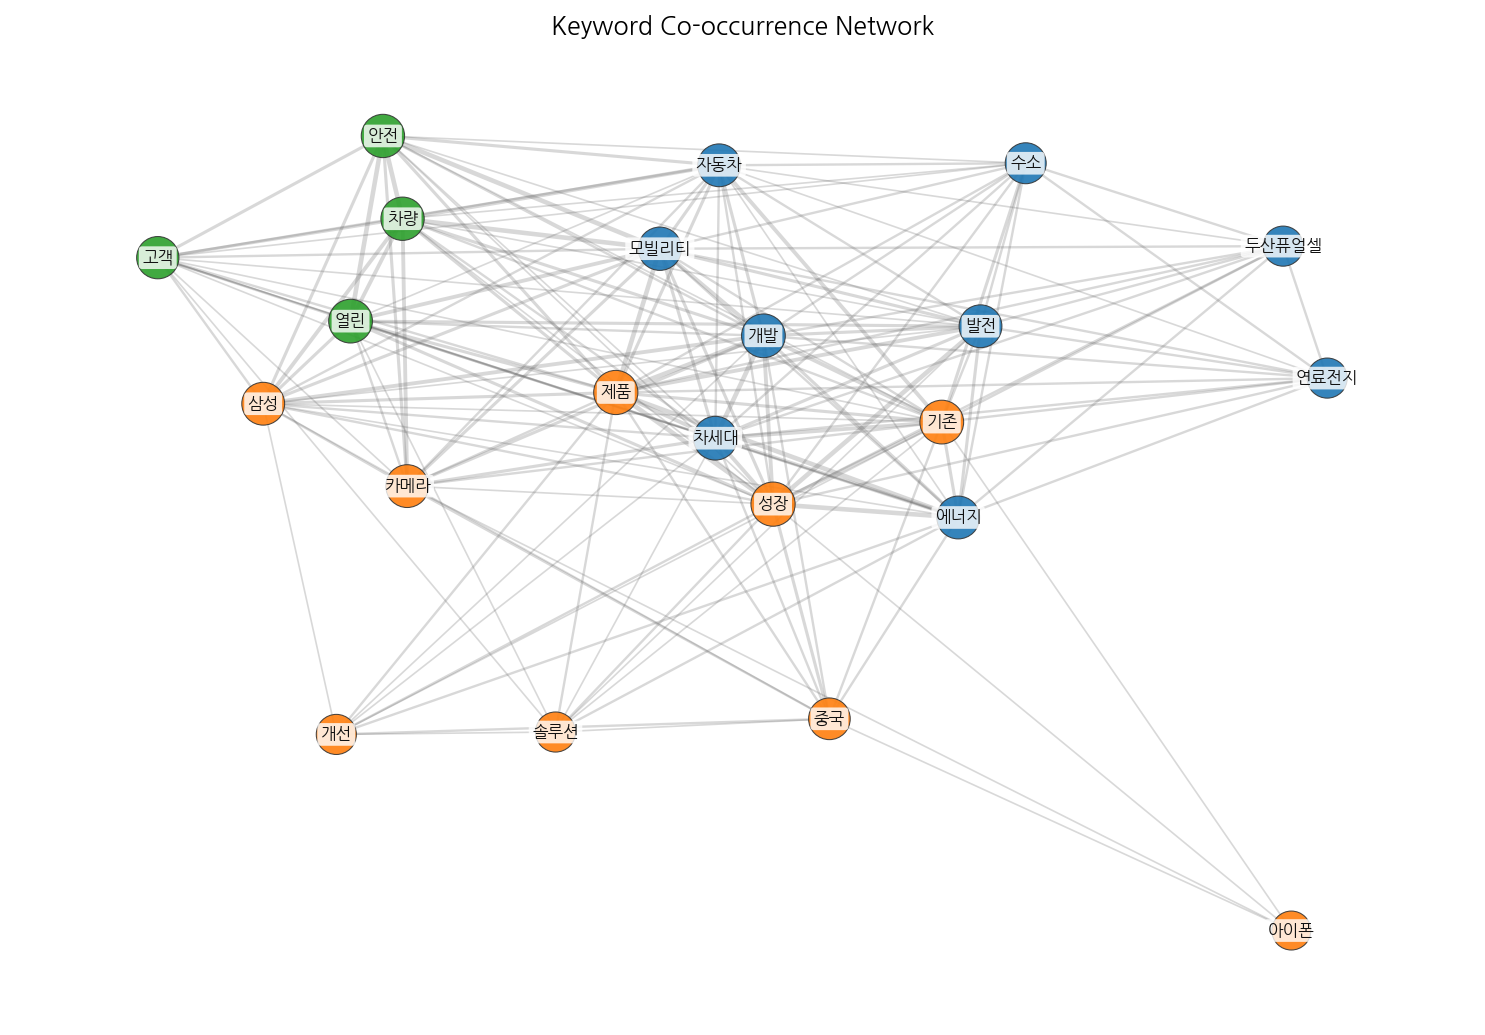 Keyword Co-occurrence Network
안전
자동차
수소
차량
모빌리티
두산퓨얼셀
고객
열린
개발
발전
연료전지
제품
삼성
기존
차세대
카메라
성장
에너지
중국
솔루션
개선
아이폰